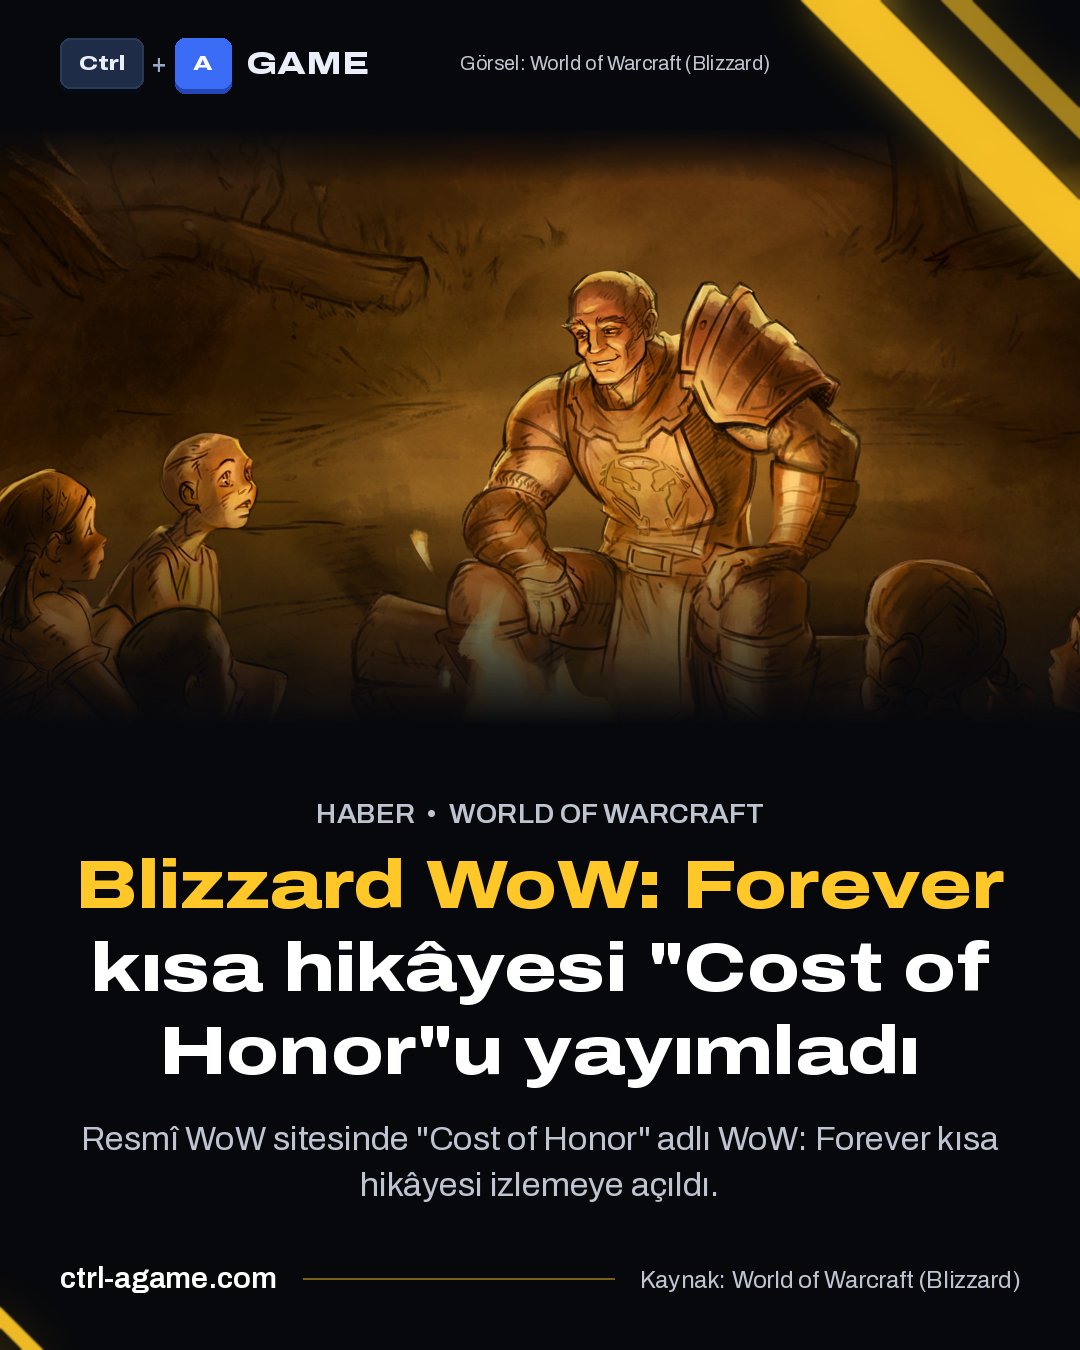 Ctrl + A GAME
Görsel: World of Warcraft (Blizzard)
HABER • WORLD OF WARCRAFT
Blizzard WoW: Forever
kısa hikâyesi "Cost of
Honor"u yayımladı
Resmî WoW sitesinde "Cost of Honor" adlı WoW: Forever kısa
hikâyesi izlemeye açıldı.
ctrl-agame.com
Kaynak: World of Warcraft (Blizzard)